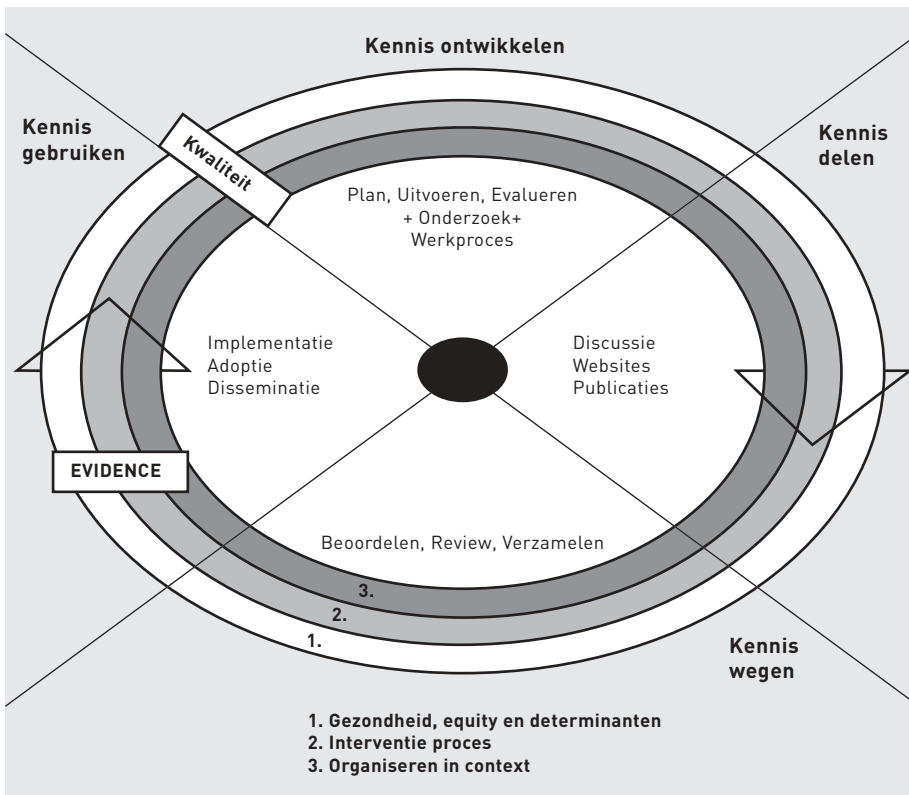 Kennis ontwikkelen
Kennis
gebruiken
Kwaliteit
Kennis
delen
Plan, Uitvoeren, Evalueren
+ Onderzoek+
Werkproces
Implementatie
Adoptie
Disseminatie
Discussie
Websites
Publicaties
EVIDENCE
Beoordelen, Review, Verzamelen
3.
2.
1.
Kennis
wegen
1. Gezondheid, equity en determinanten
2. Interventie proces
3. Organiseren in context